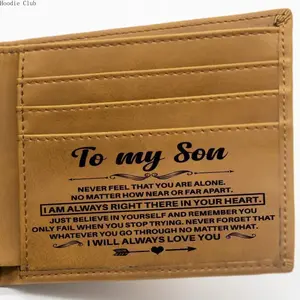 Hoodie Club
To my Son
NEVER FEEL THAT YOU ARE ALONE.
NO MATTER HOW NEAR OR FAR APART.
I AM ALWAYS RIGHT THERE IN YOUR HEART.
JUST BELIEVE IN YOURSELF AND REMEMBER YOU
ONLY FAIL WHEN YOU STOP TRYING. NEVER FORGET THAT
WHATEVER YOU GO THROUGH NO MATTER WHAT.
I WILL ALWAYS LOVE YOU